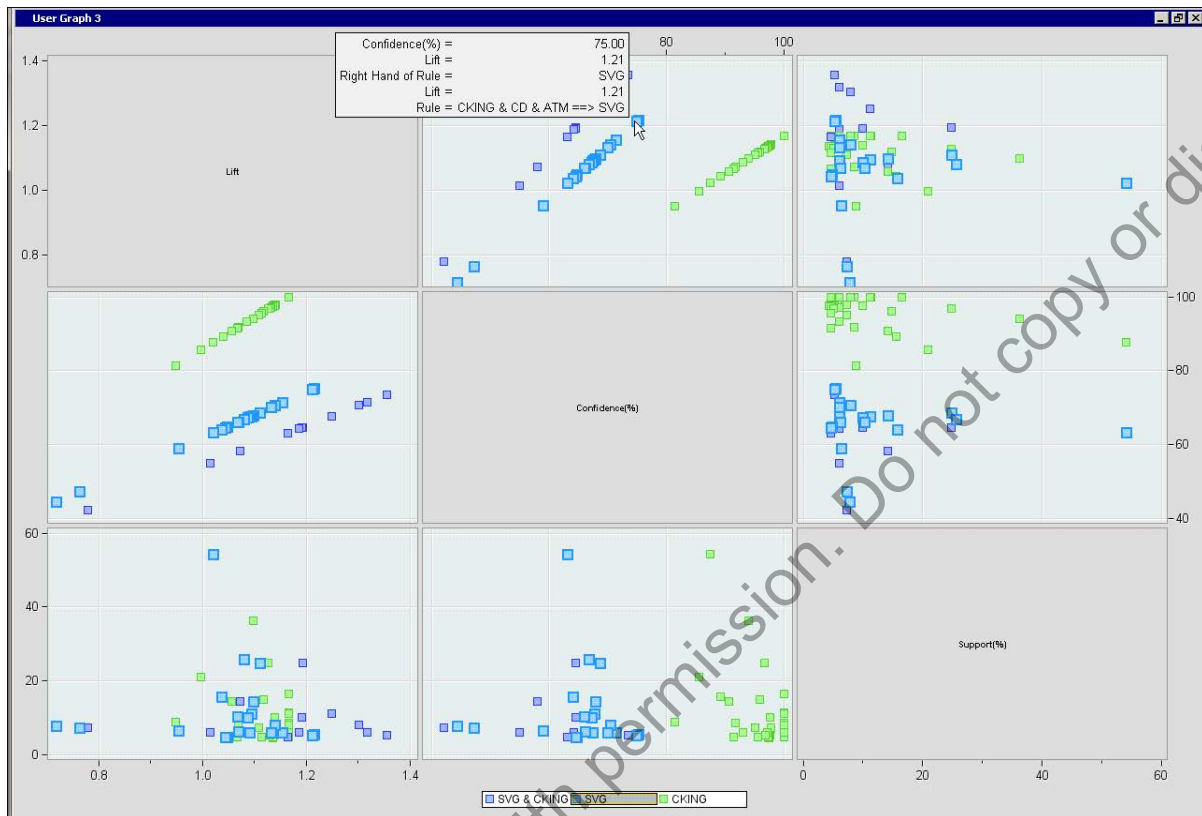 User Graph 3
Confidence(%) = 75.00
Lift = 1.21
Right Hand of Rule = SVG
Lift = 1.21
Rule = CKING & CD & ATM ==> SVG
80 100
1.4
1.2
1.0
0.8
Lift
100
80
60
40
Confidence(%)
60
40
20
0
Support(%)
0.8 1.0 1.2 1.4
0 20 40 60
SVG & CKING SVG CKING
with permission. Do not copy or